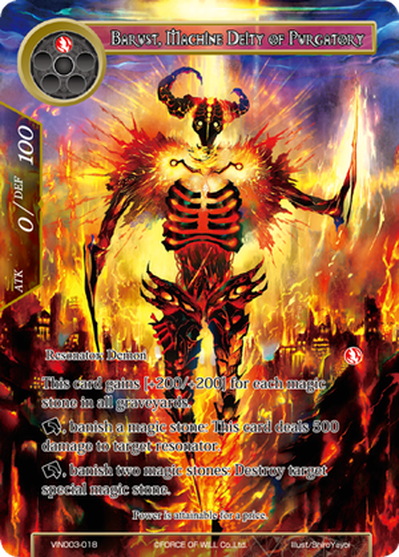 Barust, Machine Deity of Purgatory
ATK 0 / DEF 100
Resonator Demon
This card gains [+200/+200] for each magic
stone in all graveyards.
, banish a magic stone: This card deals 500
damage to target resonator.
, banish two magic stones: Destroy target
special magic stone.
Power is attainable for a price.
VIN003-018
©FORCE OF WILL Co.,Ltd.
Illust/ShiroYayoi